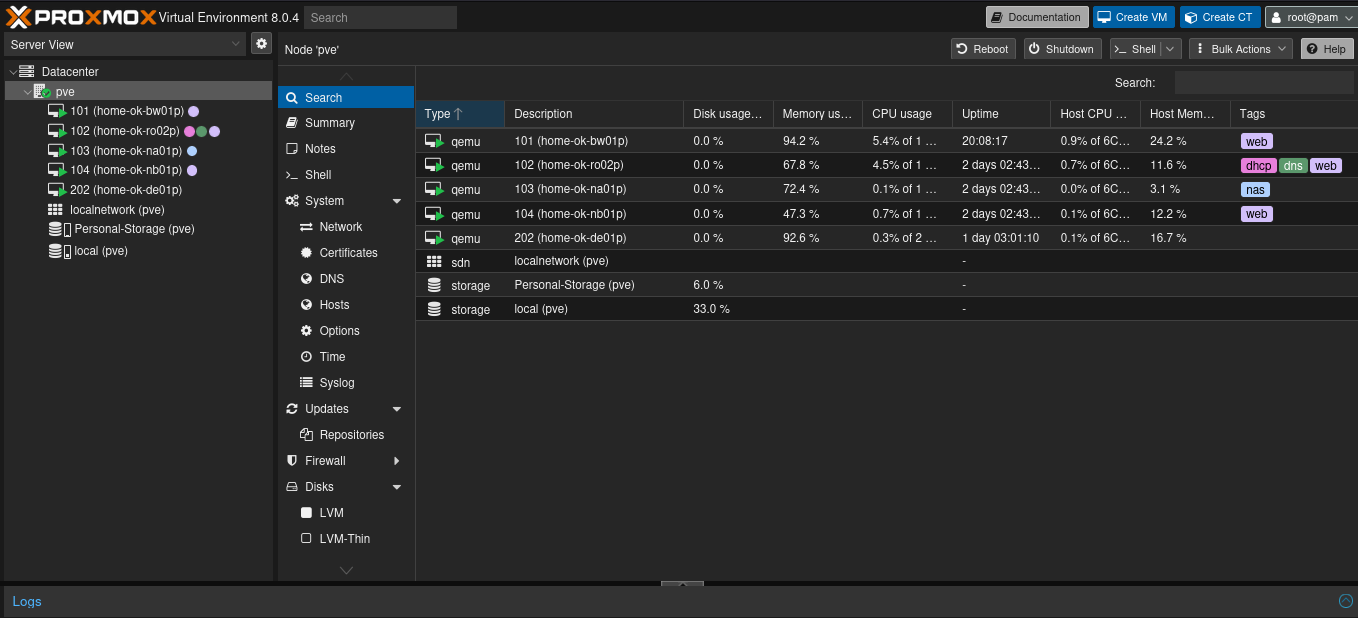 PROXMOX Virtual Environment 8.0.4 Search Documentation Create VM Create CT root@pam
Server View
Node 'pve' Reboot Shutdown >_ Shell Bulk Actions Help
Datacenter
pve
101 (home-ok-bw01p)
102 (home-ok-ro02p)
103 (home-ok-na01p)
104 (home-ok-nb01p)
202 (home-ok-de01p)
localnetwork (pve)
Personal-Storage (pve)
local (pve)
Search
Summary
Notes
>_ Shell
System
Network
Certificates
DNS
Hosts
Options
Time
Syslog
Updates
Repositories
Firewall
Disks
LVM
LVM-Thin
Search:
Type Description Disk usage... Memory us... CPU usage Uptime Host CPU ... Host Mem... Tags
qemu 101 (home-ok-bw01p) 0.0 % 94.2 % 5.4% of 1 ... 20:08:17 0.9% of 6C... 24.2 % web
qemu 102 (home-ok-ro02p) 0.0 % 67.8 % 4.5% of 1 ... 2 days 02:43... 0.7% of 6C... 11.6 % dhcp dns web
qemu 103 (home-ok-na01p) 0.0 % 72.4 % 0.1% of 1 ... 2 days 02:43... 0.0% of 6C... 3.1 % nas
qemu 104 (home-ok-nb01p) 0.0 % 47.3 % 0.7% of 1 ... 2 days 02:43... 0.1% of 6C... 12.2 % web
qemu 202 (home-ok-de01p) 0.0 % 92.6 % 0.3% of 2 ... 1 day 03:01:10 0.1% of 6C... 16.7 %
sdn localnetwork (pve) -
storage Personal-Storage (pve) 6.0 % -
storage local (pve) 33.0 % -
Logs